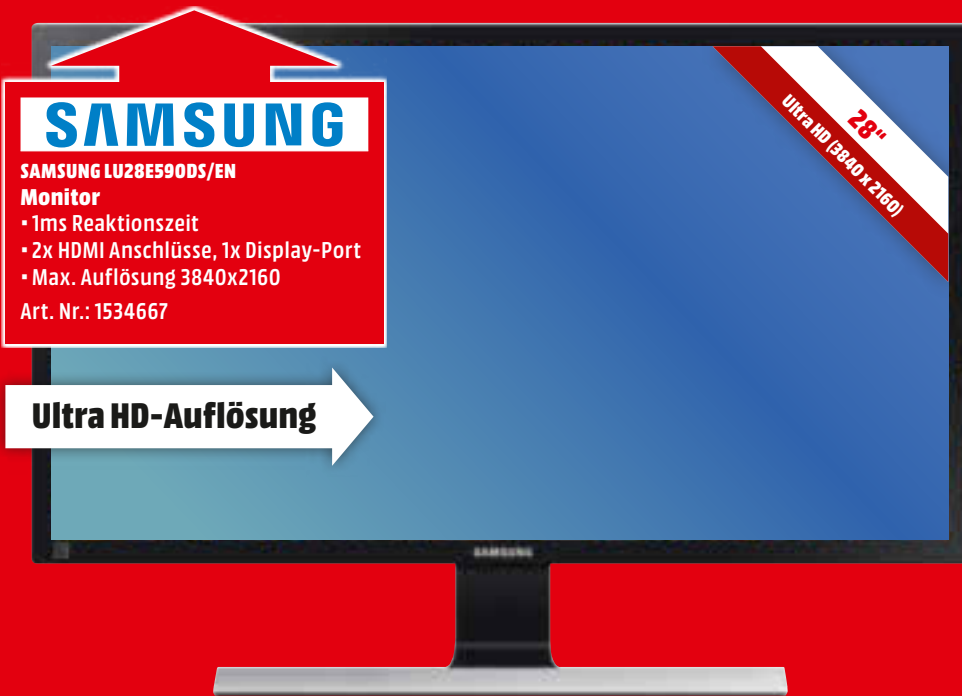 SAMSUNG
SAMSUNG LU28E590DS/EN
Monitor
▪ 1ms Reaktionszeit
▪ 2x HDMI Anschlüsse, 1x Display-Port
▪ Max. Auflösung 3840x2160
Art. Nr.: 1534667
28“
Ultra HD (3840 x 2160)
Ultra HD-Auflösung
SAMSUNG